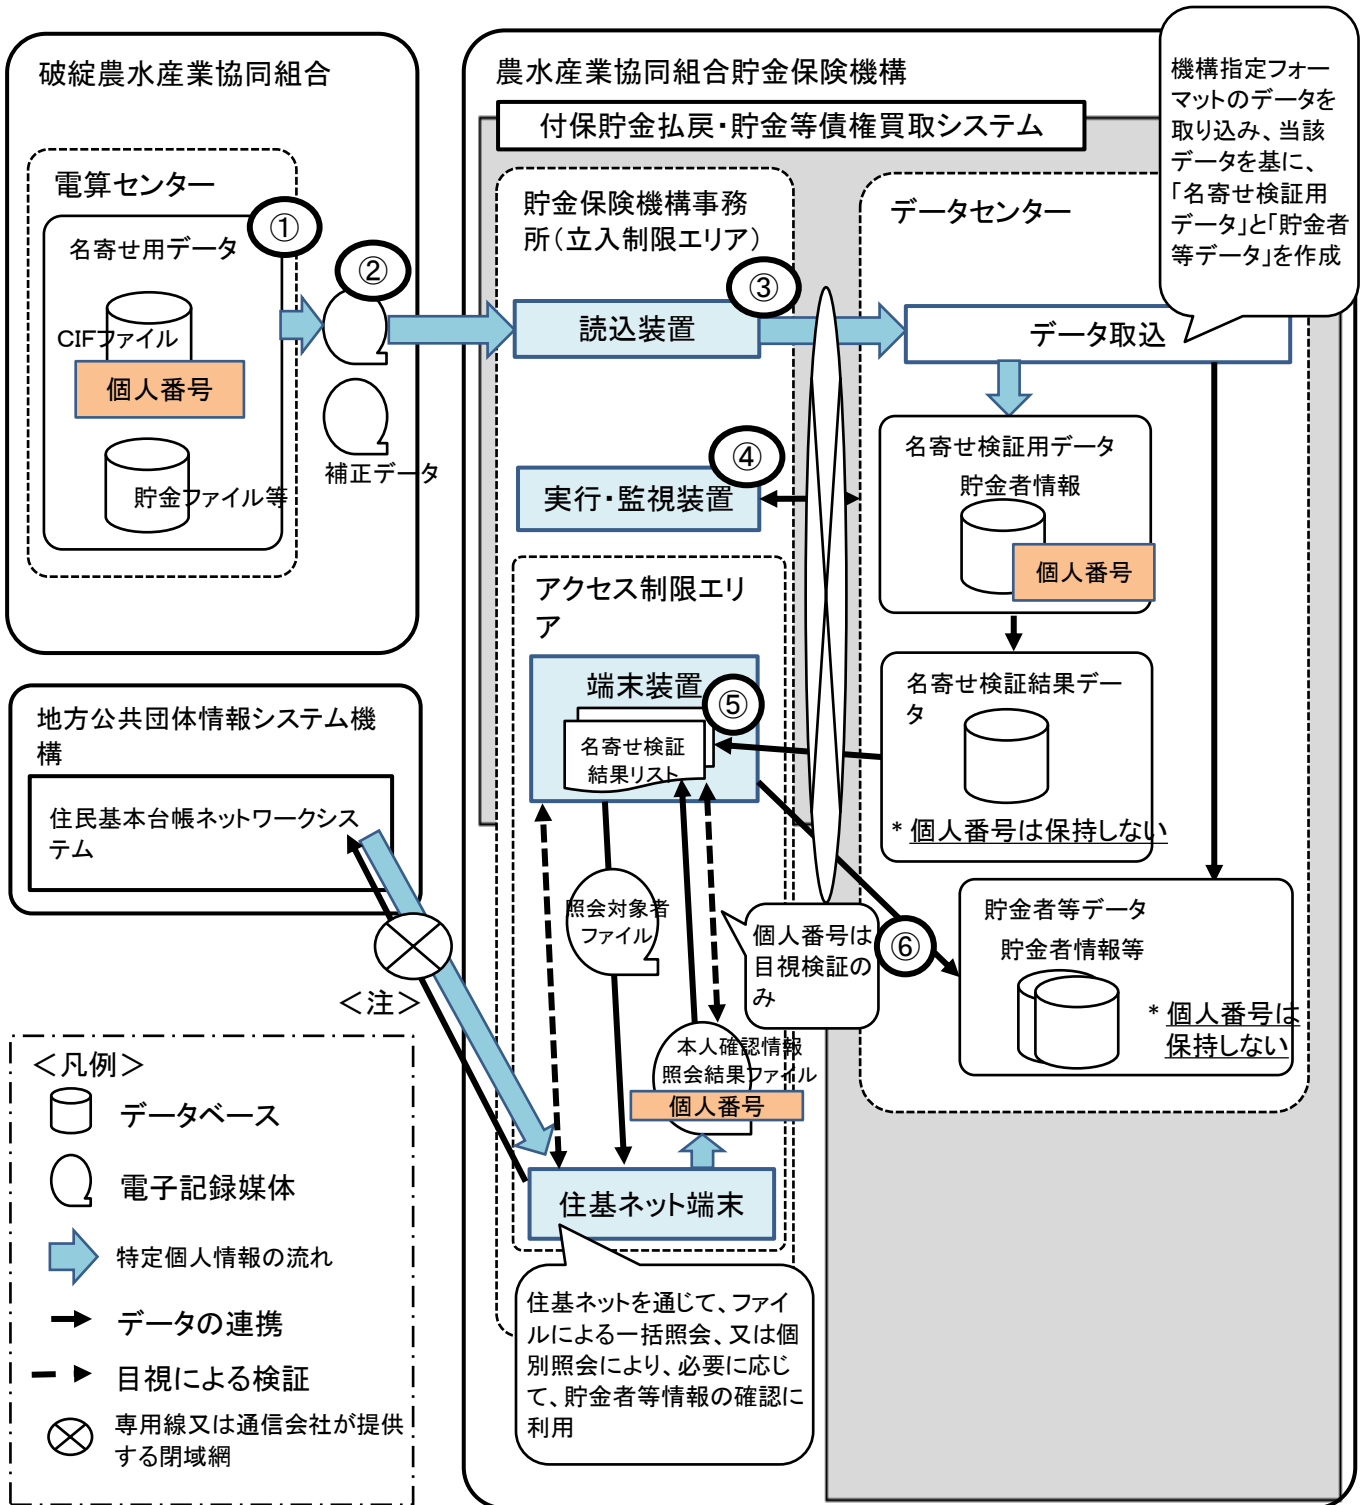 破綻農水産業協同組合
電算センター
①
名寄せ用データ
CIFファイル
個人番号
貯金ファイル等
②
補正データ
農水産業協同組合貯金保険機構
付保貯金払戻・貯金等債権買取システム
貯金保険機構事務
所（立入制限エリア）
③
読込装置
④
実行・監視装置
アクセス制限エリ
ア
端末装置
⑤
名寄せ検証
結果リスト
照会対象者
ファイル
個人番号は
目視検証の
み
本人確認情報
照会結果ファイル
個人番号
住基ネット端末
住基ネットを通じて、ファイ
ルによる一括照会、又は個
別照会により、必要に応じ
て、貯金者等情報の確認に
利用
機構指定フォー
マットのデータを
取り込み、当該
データを基に、
「名寄せ検証用
データ」と「貯金者
等データ」を作成
データセンター
データ取込
名寄せ検証用データ
貯金者情報
個人番号
名寄せ検証結果デー
タ
* 個人番号は保持しない
⑥
貯金者等データ
貯金者情報等
* 個人番号は
保持しない
地方公共団体情報システム機
構
住民基本台帳ネットワークシス
テム
＜注＞
＜凡例＞
データベース
電子記録媒体
特定個人情報の流れ
データの連携
目視による検証
専用線又は通信会社が提供
する閉域網